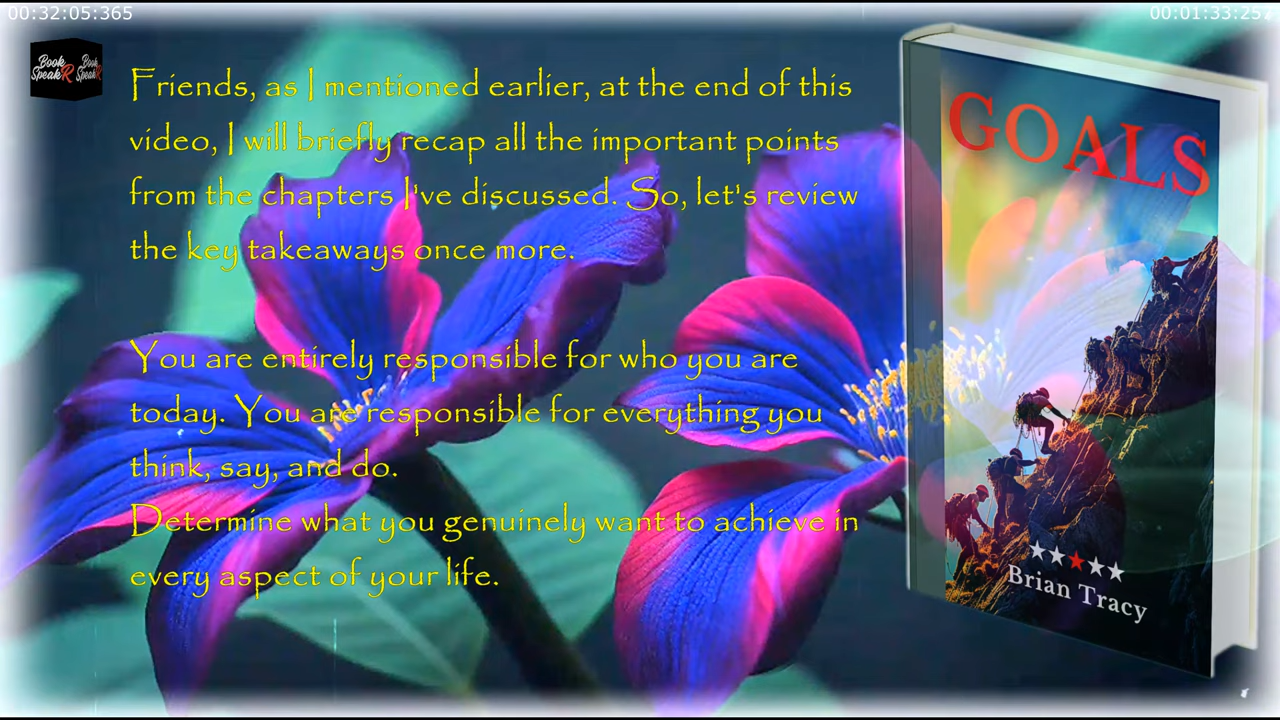 00:32:05:365
00:01:33:257
Book
SpeakR
Book
SpeakR
Friends, as I mentioned earlier, at the end of this
video, I will briefly recap all the important points
from the chapters I've discussed. So, let's review
the key takeaways once more.
You are entirely responsible for who you are
today. You are responsible for everything you
think, say, and do.
Determine what you genuinely want to achieve in
every aspect of your life.
GOALS
Brian Tracy